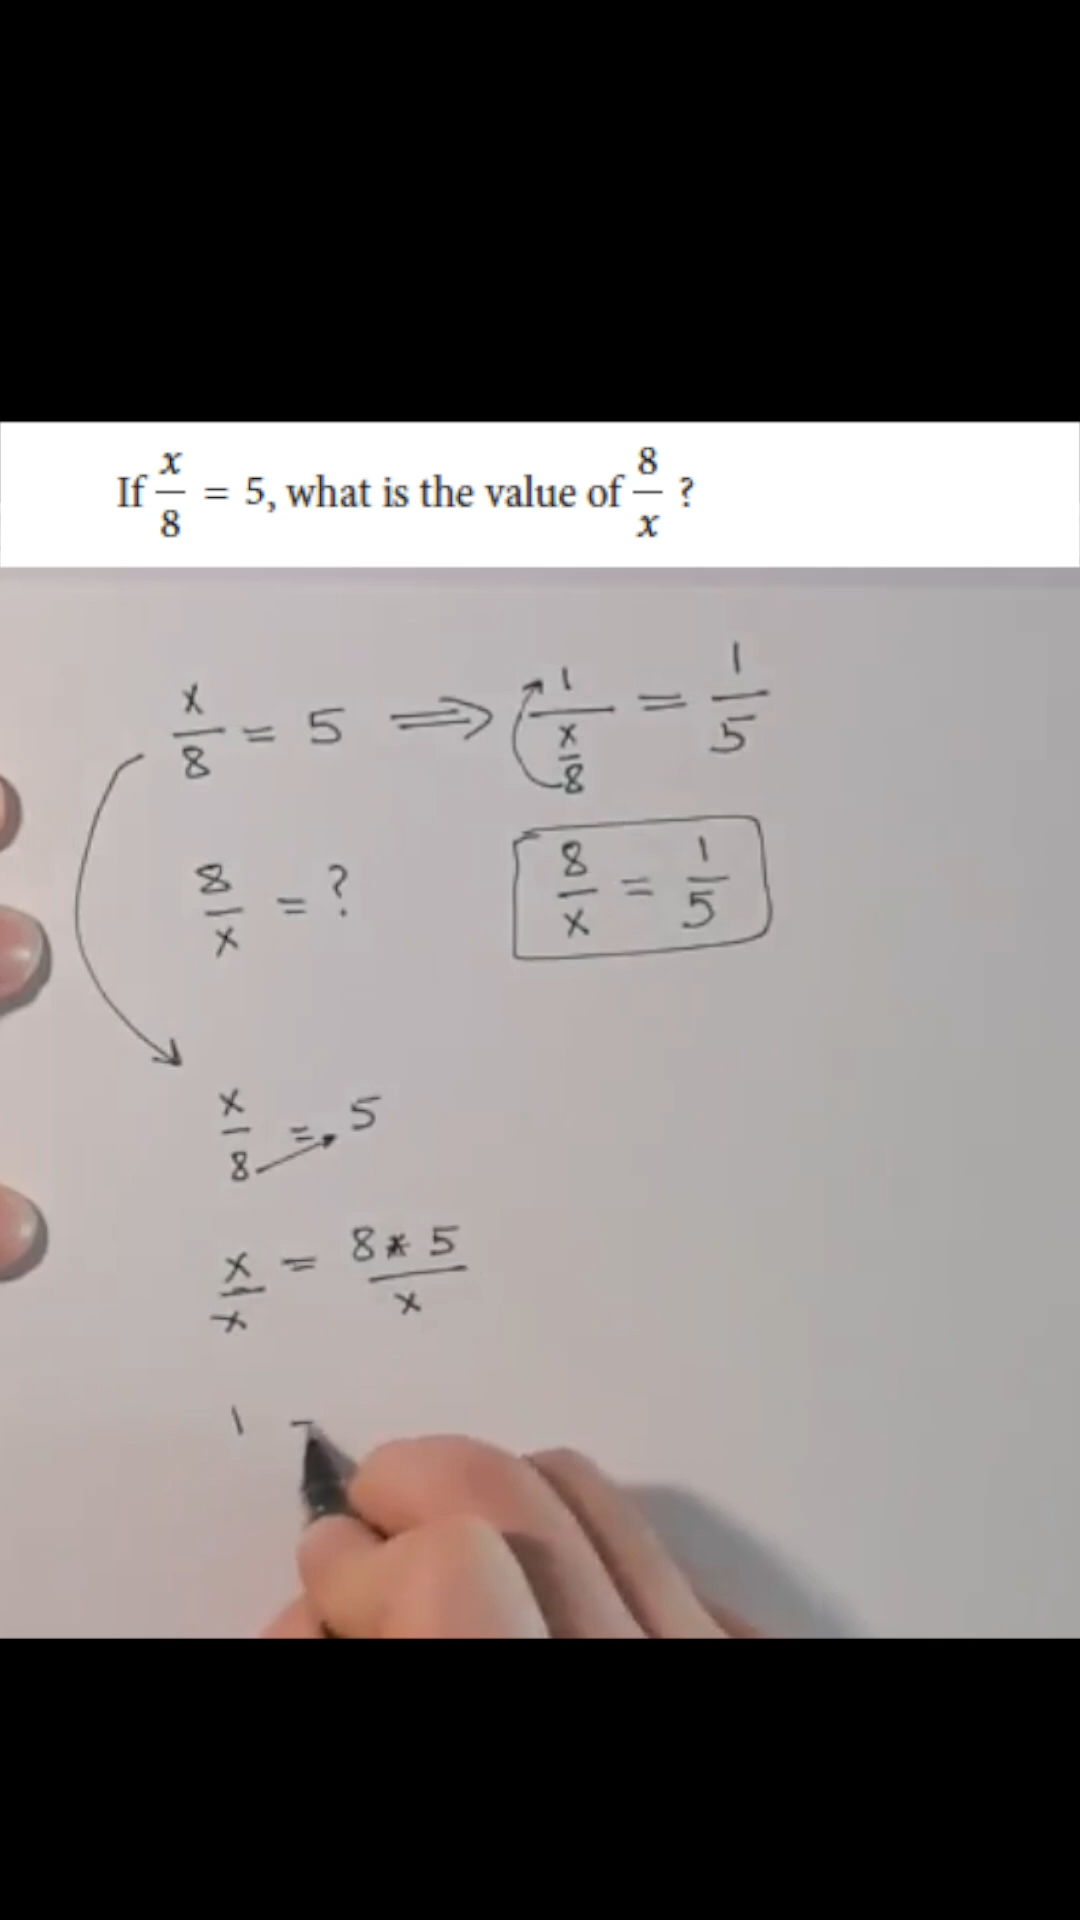 If x/8 = 5, what is the value of 8/x ?
x/8 = 5 ⟹ 1/(x/8) = 1/5
8/x = ?
8/x = 1/5
x/8 = 5
x/x = 8*5/x
1